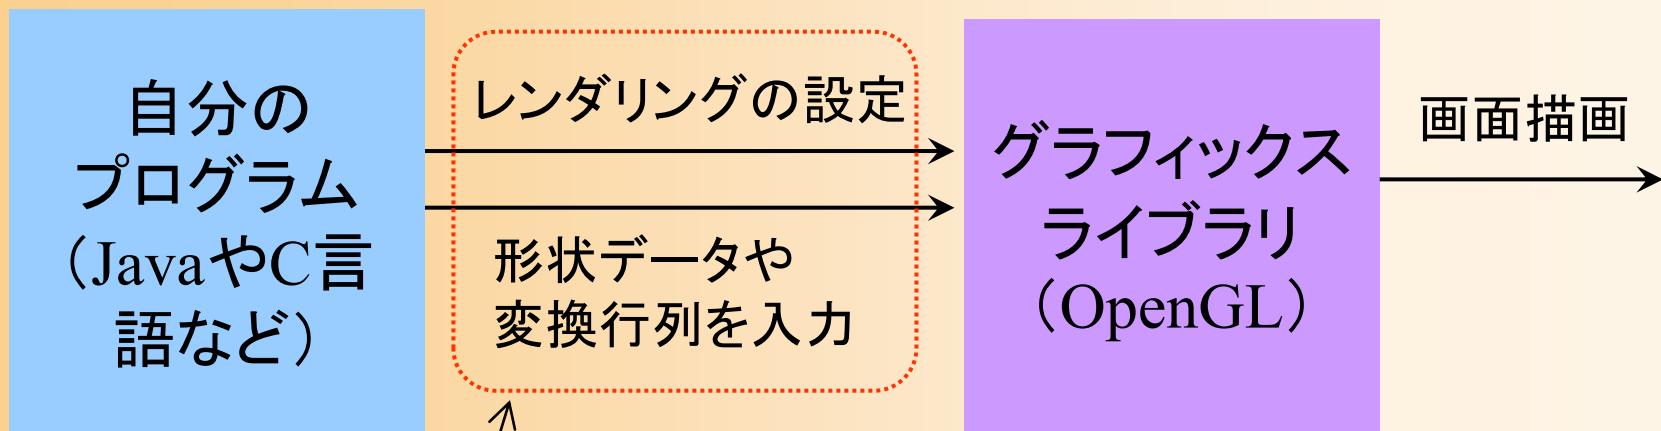 自分の
プログラム
（JavaやC言
語など）
レンダリングの設定
形状データや
変換行列を入力
グラフィックス
ライブラリ
（OpenGL）
画面描画